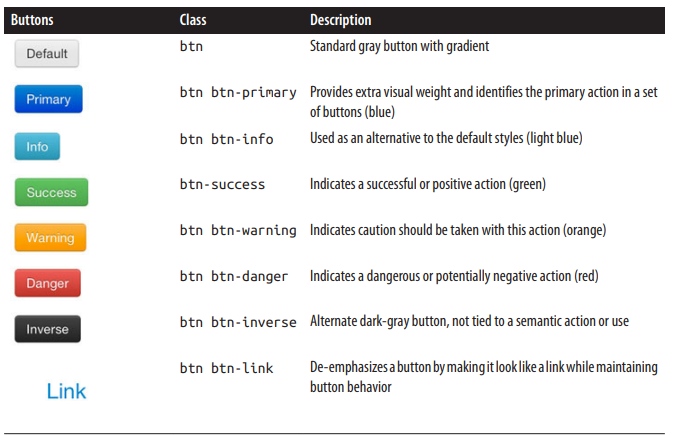 Buttons Class Description
Default btn Standard gray button with gradient
Primary btn btn-primary Provides extra visual weight and identifies the primary action in a set
of buttons (blue)
Info btn btn-info Used as an alternative to the default styles (light blue)
Success btn-success Indicates a successful or positive action (green)
Warning btn btn-warning Indicates caution should be taken with this action (orange)
Danger btn btn-danger Indicates a dangerous or potentially negative action (red)
Inverse btn btn-inverse Alternate dark-gray button, not tied to a semantic action or use
Link btn btn-link De-emphasizes a button by making it look like a link while maintaining
button behavior